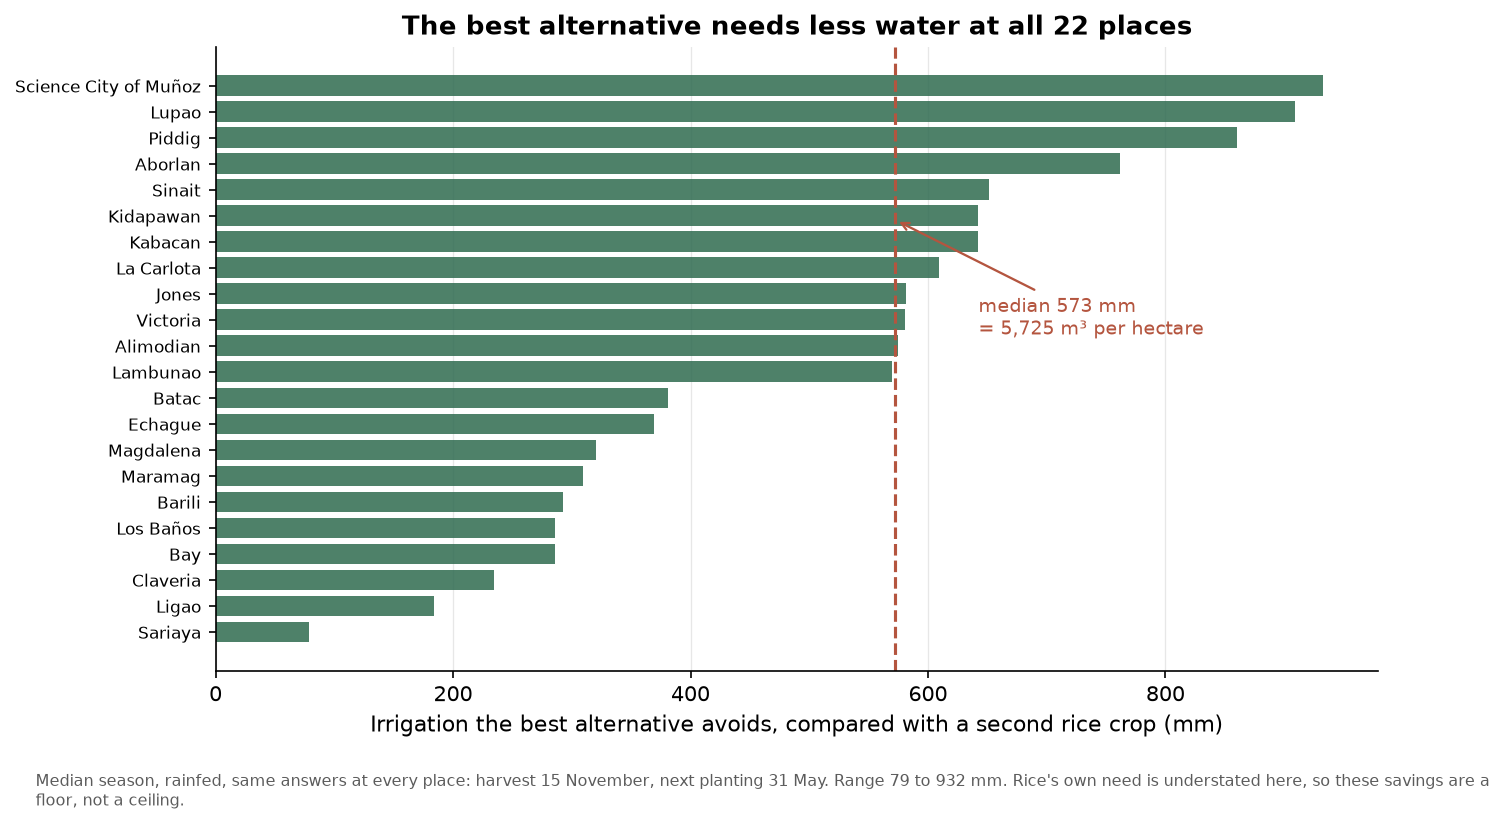 The best alternative needs less water at all 22 places
Science City of Muñoz
Lupao
Piddig
Aborlan
Sinait
Kidapawan
Kabacan
La Carlota
Jones
Victoria
Alimodian
Lambunao
Batac
Echague
Magdalena
Maramag
Barili
Los Baños
Bay
Claveria
Ligao
Sariaya
median 573 mm
= 5,725 m³ per hectare
0 200 400 600 800
Irrigation the best alternative avoids, compared with a second rice crop (mm)
Median season, rainfed, same answers at every place: harvest 15 November, next planting 31 May. Range 79 to 932 mm. Rice's own need is understated here, so these savings are a
floor, not a ceiling.